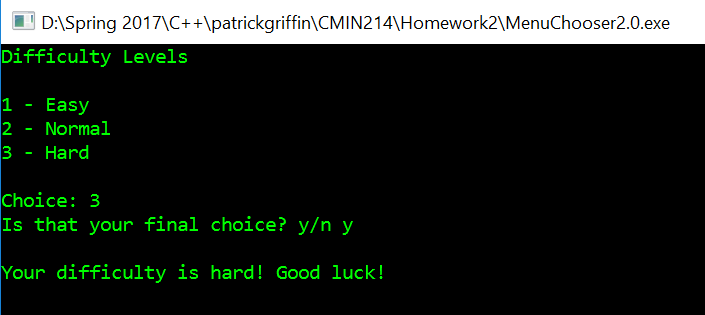 D:\Spring 2017\C++\patrickgriffin\CMIN214\Homework2\MenuChooser2.0.exe
Difficulty Levels
1 - Easy
2 - Normal
3 - Hard
Choice: 3
Is that your final choice? y/n y
Your difficulty is hard! Good luck!